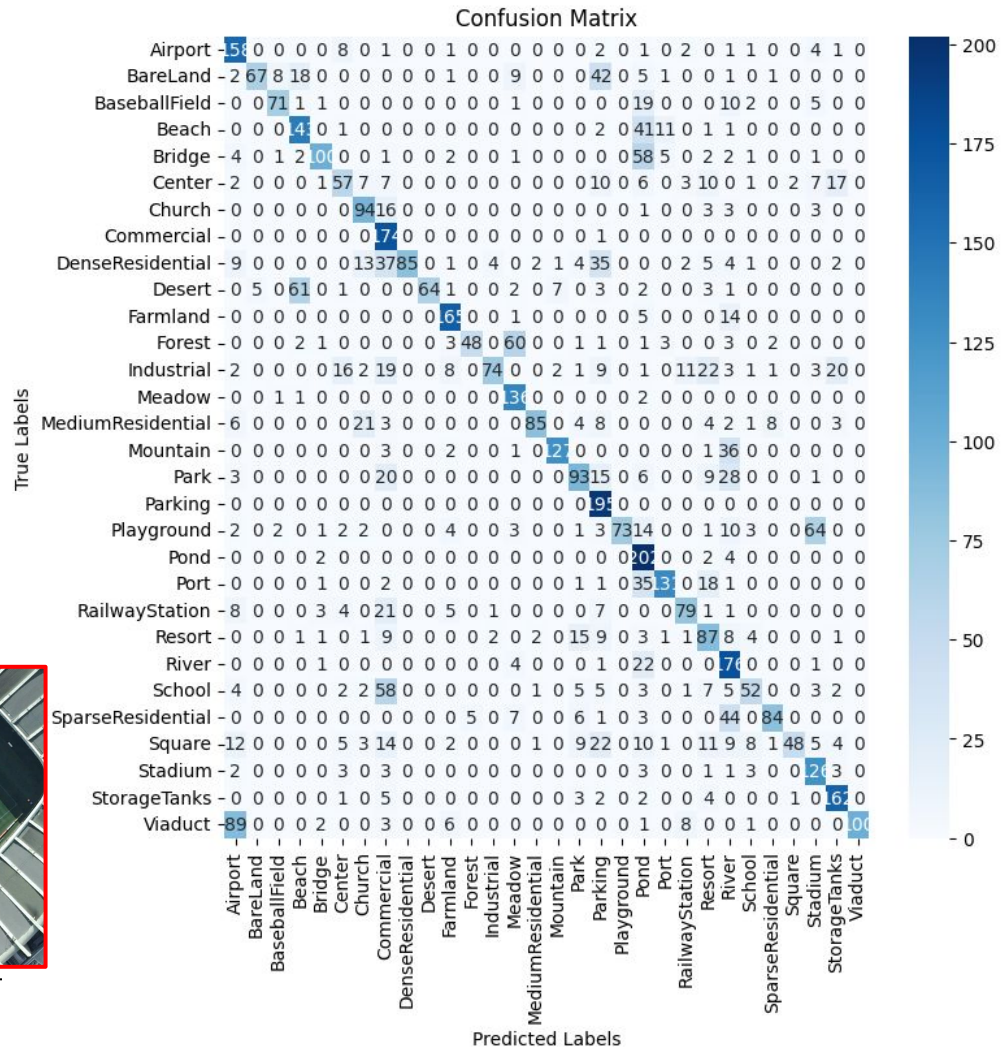 Confusion Matrix
Airport 158 0 0 0 0 8 0 1 0 0 1 0 0 0 0 0 0 2 0 1 0 2 0 1 1 0 0 4 1 0
BareLand 2 67 8 18 0 0 0 0 0 0 1 0 0 9 0 0 0 42 0 5 1 0 0 1 0 1 0 0 0 0
BaseballField 0 0 71 1 1 0 0 0 0 0 0 0 0 1 0 0 0 0 0 19 0 0 0 10 2 0 0 5 0 0
Beach 0 0 0 143 0 1 0 0 0 0 0 0 0 0 0 0 0 2 0 41 11 0 1 1 0 0 0 0 0 0
Bridge 4 0 1 2 100 0 0 1 0 0 2 0 0 1 0 0 0 0 0 58 5 0 2 2 1 0 0 1 0 0
Center 2 0 0 0 1 57 7 7 0 0 0 0 0 0 0 0 0 10 0 6 0 3 10 0 1 0 2 7 17 0
Church 0 0 0 0 0 0 94 16 0 0 0 0 0 0 0 0 0 0 0 1 0 0 3 3 0 0 0 3 0 0
Commercial 0 0 0 0 0 0 0 174 0 0 0 0 0 0 0 0 0 1 0 0 0 0 0 0 0 0 0 0 0 0
DenseResidential 9 0 0 0 0 0 13 37 85 0 1 0 4 0 2 1 4 35 0 0 0 2 5 4 1 0 0 0 2 0
Desert 0 5 0 61 0 1 0 0 0 64 0 0 0 2 0 7 0 3 0 2 0 0 3 1 0 0 0 0 0 0
Farmland 0 0 0 0 0 0 0 0 0 0 165 0 0 1 0 0 0 0 0 5 0 0 0 14 0 0 0 0 0 0
Forest 0 0 0 2 1 0 0 0 0 0 3 48 0 60 0 0 1 1 0 1 3 0 0 3 0 2 0 0 0 0
Industrial 2 0 0 0 0 16 2 19 0 0 8 0 74 0 0 2 1 9 0 1 0 11 22 3 1 1 0 3 20 0
Meadow 0 0 1 1 0 0 0 0 0 0 0 0 0 136 0 0 0 0 0 2 0 0 0 0 0 0 0 0 0 0
MediumResidential 6 0 0 0 0 0 21 3 0 0 0 0 0 0 85 0 4 8 0 0 0 0 4 2 1 8 0 0 3 0
Mountain 0 0 0 0 0 0 0 3 0 0 2 0 0 1 0 127 0 0 0 0 0 0 1 36 0 0 0 0 0 0
Park 3 0 0 0 0 0 0 20 0 0 0 0 0 0 0 0 93 15 0 6 0 0 9 28 0 0 0 1 0 0
Parking 0 0 0 0 0 0 0 0 0 0 0 0 0 0 0 0 0 195 0 0 0 0 0 0 0 0 0 0 0 0
Playground 2 0 2 0 1 2 2 0 0 0 4 0 0 3 0 0 1 3 73 14 0 0 1 10 3 0 0 64 0 0
Pond 0 0 0 0 2 0 0 0 0 0 0 0 0 0 0 0 0 0 0 202 0 0 2 4 0 0 0 0 0 0
Port 0 0 0 0 1 0 0 2 0 0 0 0 0 0 0 0 1 1 0 35 131 0 18 1 0 0 0 0 0 0
RailwayStation 8 0 0 0 3 4 0 21 0 0 5 0 1 0 0 0 0 7 0 0 0 79 1 1 0 0 0 0 0 0
Resort 0 0 0 1 1 0 1 9 0 0 0 0 2 0 2 0 15 9 0 3 1 1 87 8 4 0 0 0 1 0
River 0 0 0 0 1 0 0 0 0 0 0 0 0 4 0 0 0 1 0 22 0 0 0 176 0 0 0 1 0 0
School 4 0 0 0 0 2 2 58 0 0 0 0 0 0 1 0 5 5 0 3 0 1 7 5 52 0 0 3 2 0
SparseResidential 0 0 0 0 0 0 0 0 0 0 0 5 0 7 0 0 6 1 0 3 0 0 0 44 0 84 0 0 0 0
Square 12 0 0 0 0 5 3 14 0 0 2 0 0 0 1 0 9 22 0 10 1 0 11 9 8 1 48 5 4 0
Stadium 2 0 0 0 0 3 0 3 0 0 0 0 0 0 0 0 0 0 0 3 0 0 1 1 3 0 0 126 3 0
StorageTanks 0 0 0 0 0 1 0 5 0 0 0 0 0 0 0 0 3 2 0 2 0 0 4 0 0 0 1 0 162 0
Viaduct 89 0 0 0 2 0 0 3 0 0 6 0 0 0 0 0 0 0 0 1 0 8 0 0 1 0 0 0 0 100
True Labels
Airport
BareLand
BaseballField
Beach
Bridge
Center
Church
Commercial
DenseResidential
Desert
Farmland
Forest
Industrial
Meadow
MediumResidential
Mountain
Park
Parking
Playground
Pond
Port
RailwayStation
Resort
River
School
SparseResidential
Square
Stadium
StorageTanks
Viaduct
Predicted Labels
200
175
150
125
100
75
50
25
0